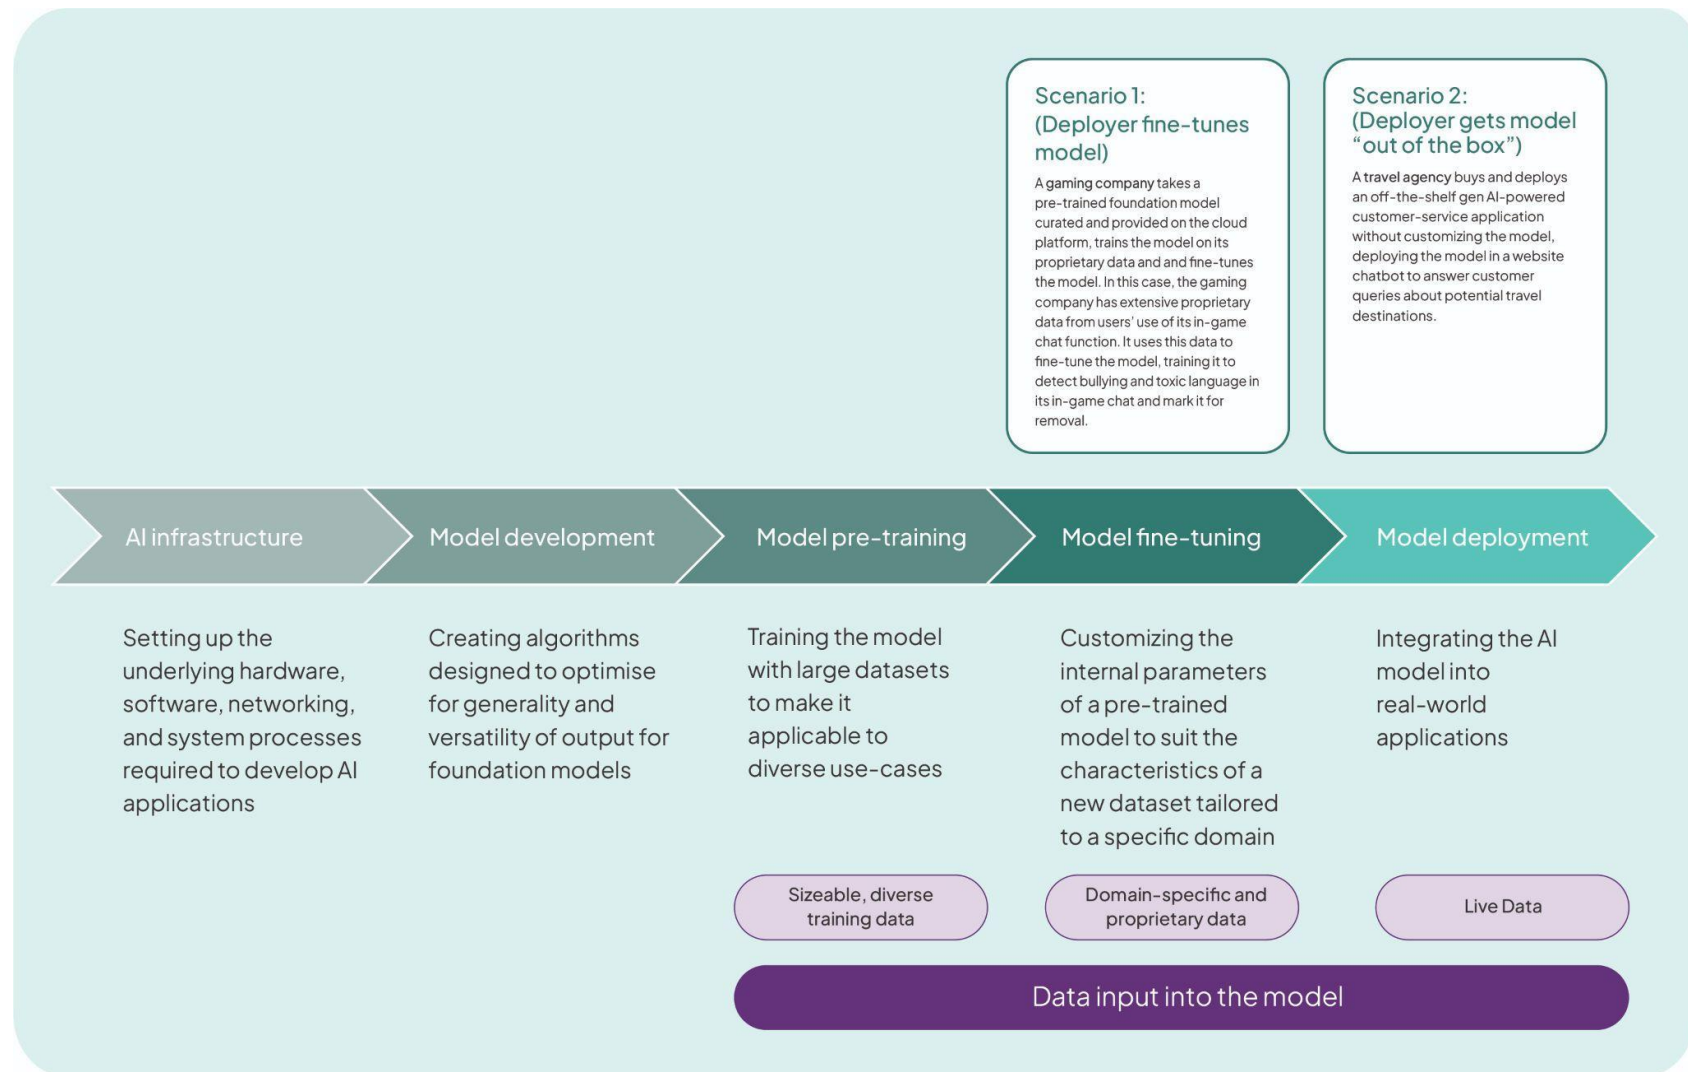 Scenario 1:
(Deployer fine-tunes
model)
A gaming company takes a
pre-trained foundation model
curated and provided on the cloud
platform, trains the model on its
proprietary data and and fine-tunes
the model. In this case, the gaming
company has extensive proprietary
data from users' use of its in-game
chat function. It uses this data to
fine-tune the model, training it to
detect bullying and toxic language in
its in-game chat and mark it for
removal.
Scenario 2:
(Deployer gets model
“out of the box”)
A travel agency buys and deploys
an off-the-shelf gen AI-powered
customer-service application
without customizing the model,
deploying the model in a website
chatbot to answer customer
queries about potential travel
destinations.
AI infrastructure
Model development
Model pre-training
Model fine-tuning
Model deployment
Setting up the
underlying hardware,
software, networking,
and system processes
required to develop AI
applications
Creating algorithms
designed to optimise
for generality and
versatility of output for
foundation models
Training the model
with large datasets
to make it
applicable to
diverse use-cases
Customizing the
internal parameters
of a pre-trained
model to suit the
characteristics of a
new dataset tailored
to a specific domain
Integrating the AI
model into
real-world
applications
Sizeable, diverse
training data
Domain-specific and
proprietary data
Live Data
Data input into the model